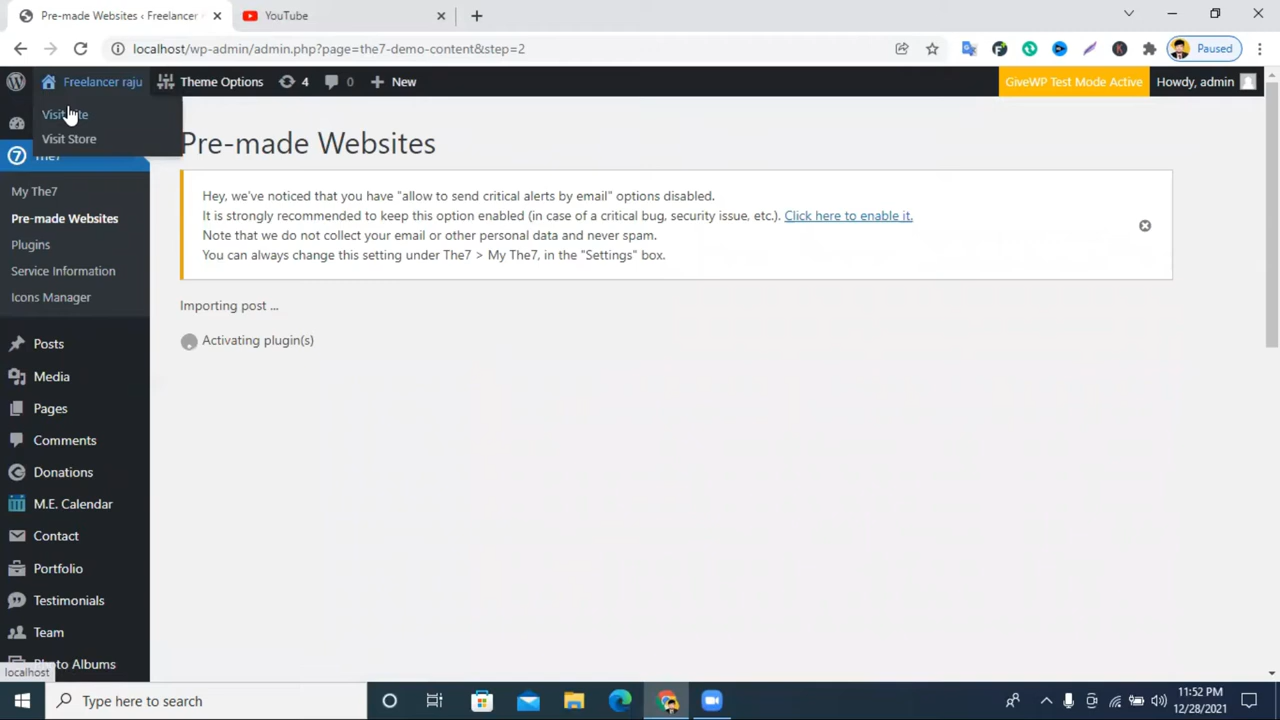 Pre-made Websites ‹ Freelancer
YouTube
localhost/wp-admin/admin.php?page=the7-demo-content&step=2
Paused
Freelancer raju
Theme Options
4
0
New
GiveWP Test Mode Active
Howdy, admin
Visit Store
My The7
Pre-made Websites
Plugins
Service Information
Icons Manager
Posts
Media
Pages
Comments
Donations
M.E. Calendar
Contact
Portfolio
Testimonials
Team
Photo Albums
Pre-made Websites
Hey, we've noticed that you have "allow to send critical alerts by email" options disabled.
It is strongly recommended to keep this option enabled (in case of a critical bug, security issue, etc.). Click here to enable it.
Note that we do not collect your email or other personal data and never spam.
You can always change this setting under The7 > My The7, in the "Settings" box.
Importing post ...
Activating plugin(s)
localhost
Type here to search
11:52 PM
12/28/2021